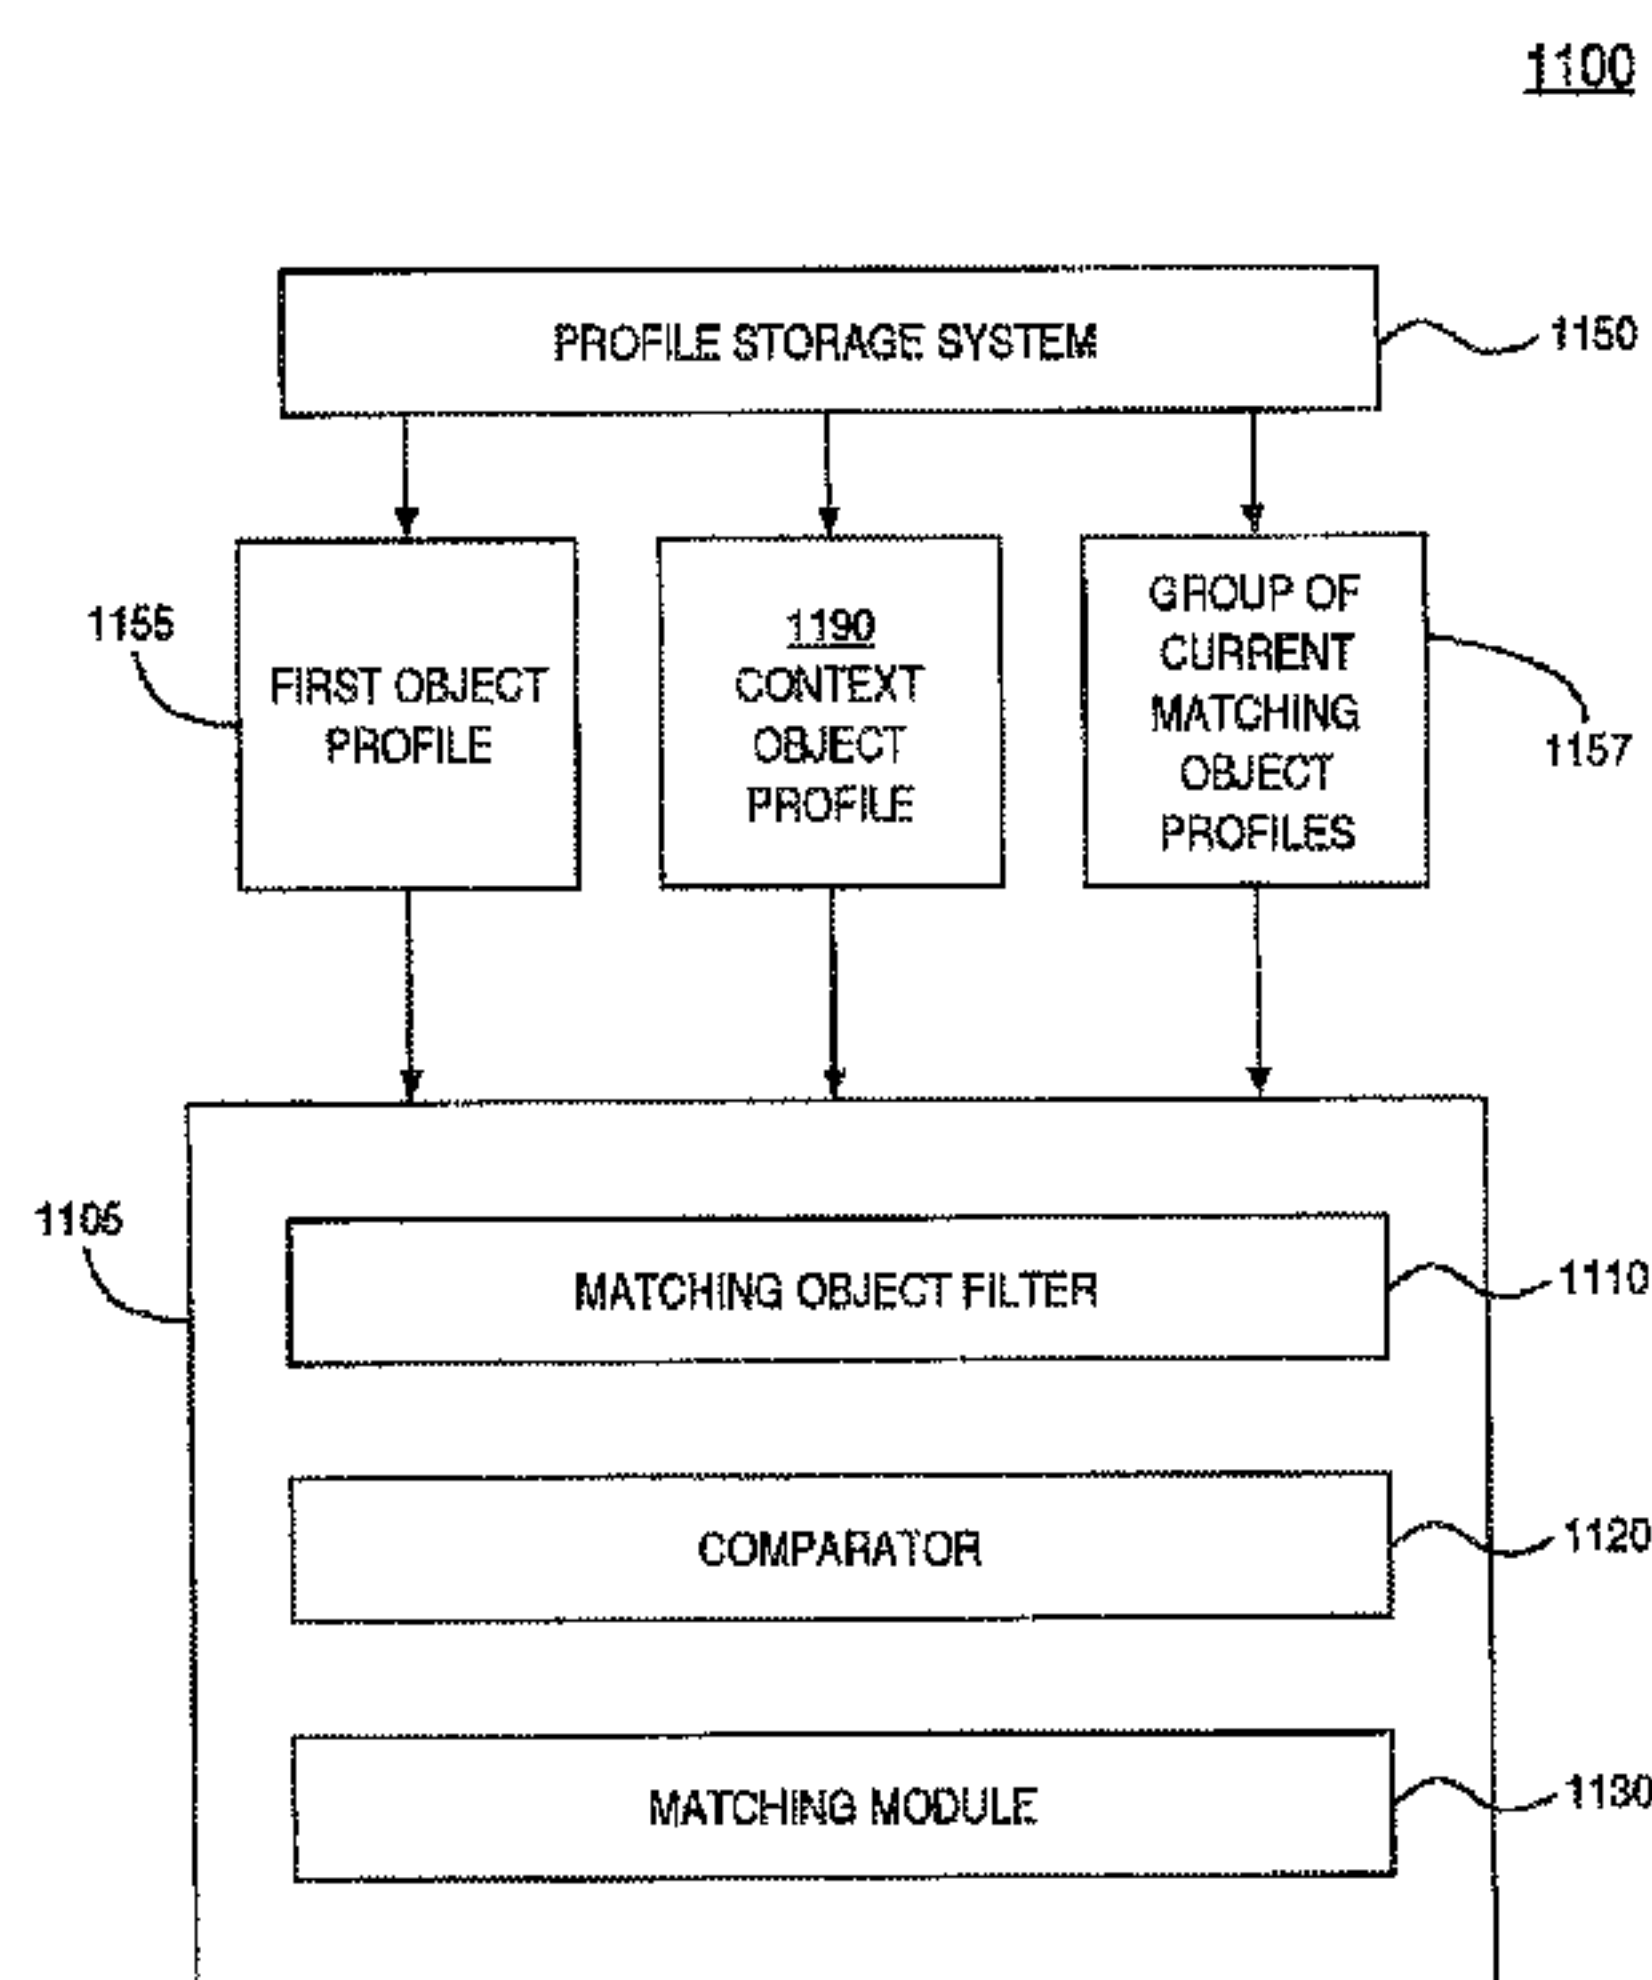 1100
PROFILE STORAGE SYSTEM
1150
1155
FIRST OBJECT
PROFILE
1190
CONTEXT
OBJECT
PROFILE
GROUP OF
CURRENT
MATCHING
OBJECT
PROFILES
1157
1105
MATCHING OBJECT FILTER
1110
COMPARATOR
1120
MATCHING MODULE
1130